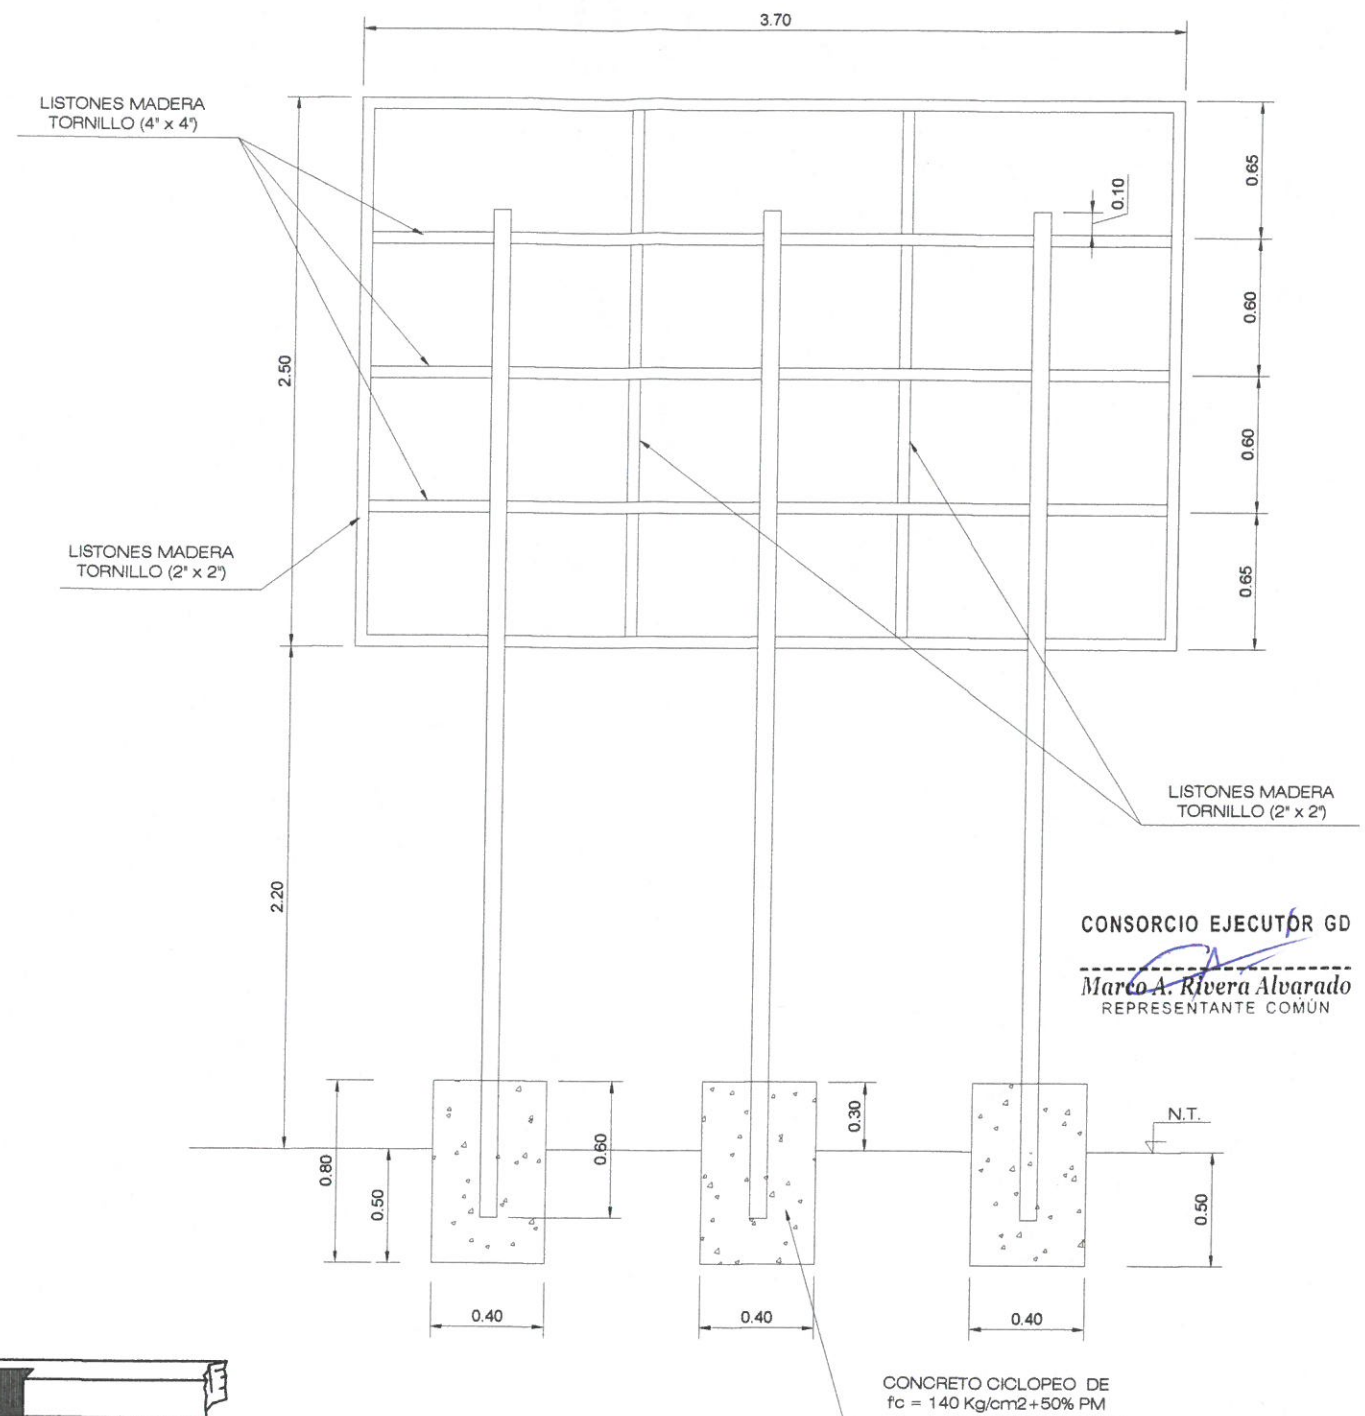 3.70
LISTONES MADERA
TORNILLO (4" x 4")
0.65
0.10
0.60
2.50
0.60
LISTONES MADERA
TORNILLO (2" x 2")
0.65
LISTONES MADERA
TORNILLO (2" x 2")
2.20
CONSORCIO EJECUTOR GD
Marco A. Rivera Alvarado
REPRESENTANTE COMÚN
0.80
0.50
0.60
0.30
N.T.
0.50
0.40
0.40
0.40
CONCRETO CICLOPEO DE
f'c = 140 Kg/cm2+50% PM